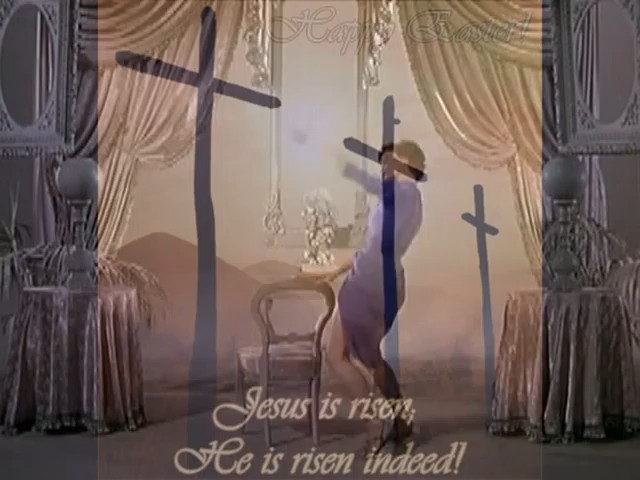 Happy Easter!
Jesus is risen;
He is risen indeed!